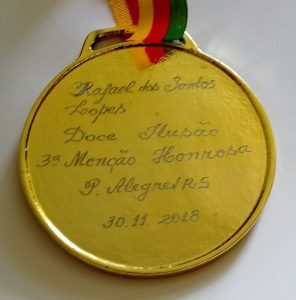 Rafael dos Santos
Lopes
Doce Ilusão
3ª Menção Honrosa
P. Alegre/RS
30.11.2018